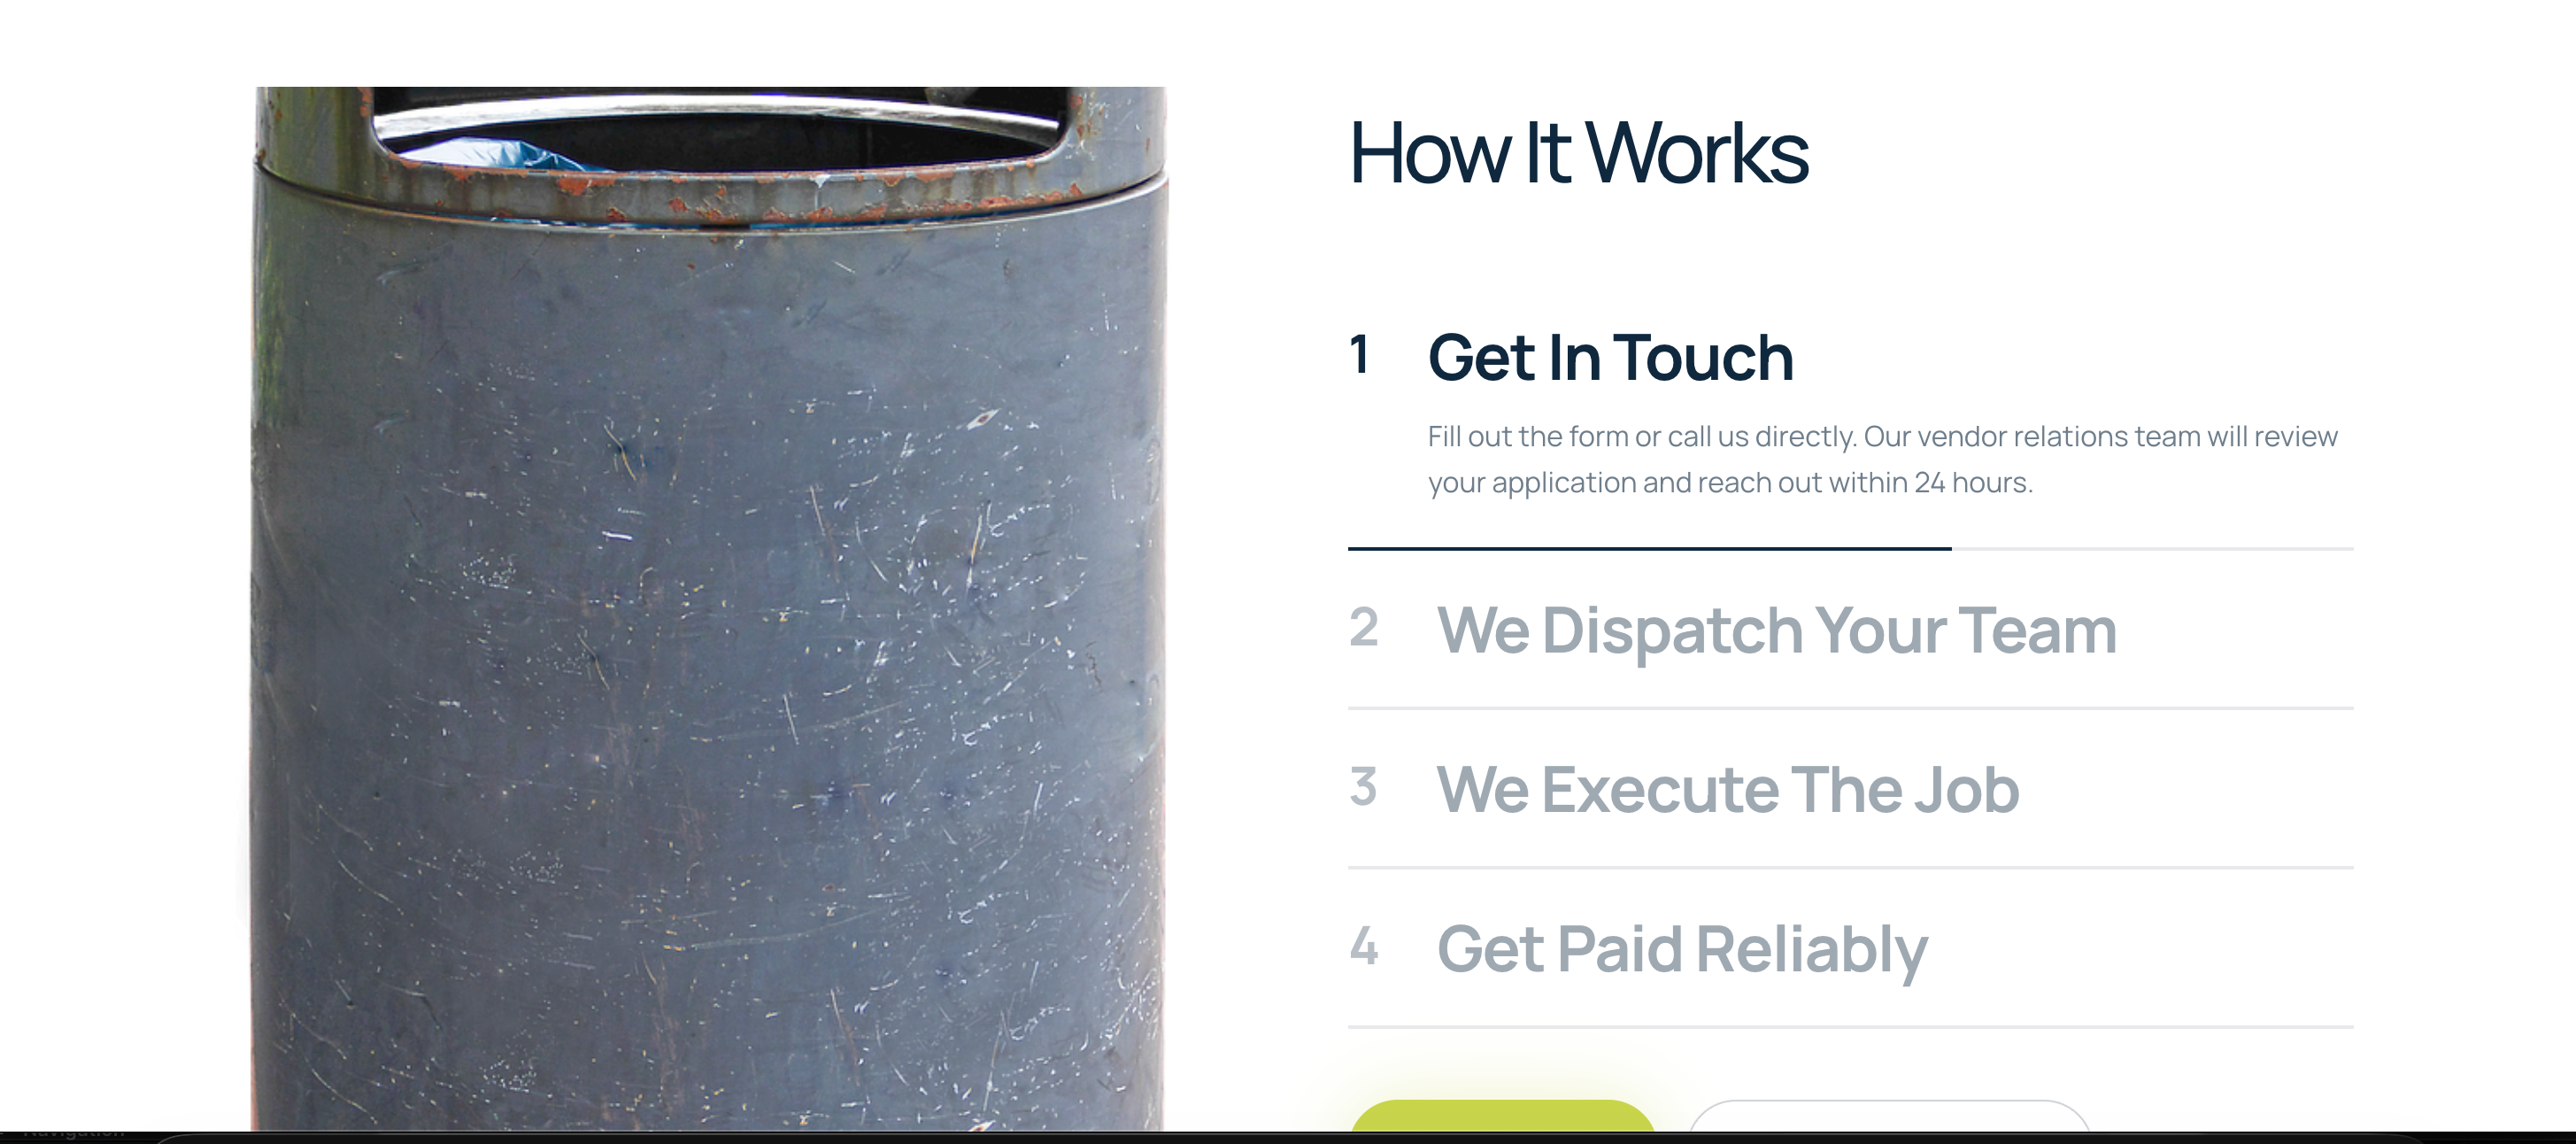 How It Works
1 Get In Touch
Fill out the form or call us directly. Our vendor relations team will review
your application and reach out within 24 hours.
2 We Dispatch Your Team
3 We Execute The Job
4 Get Paid Reliably
Navigation